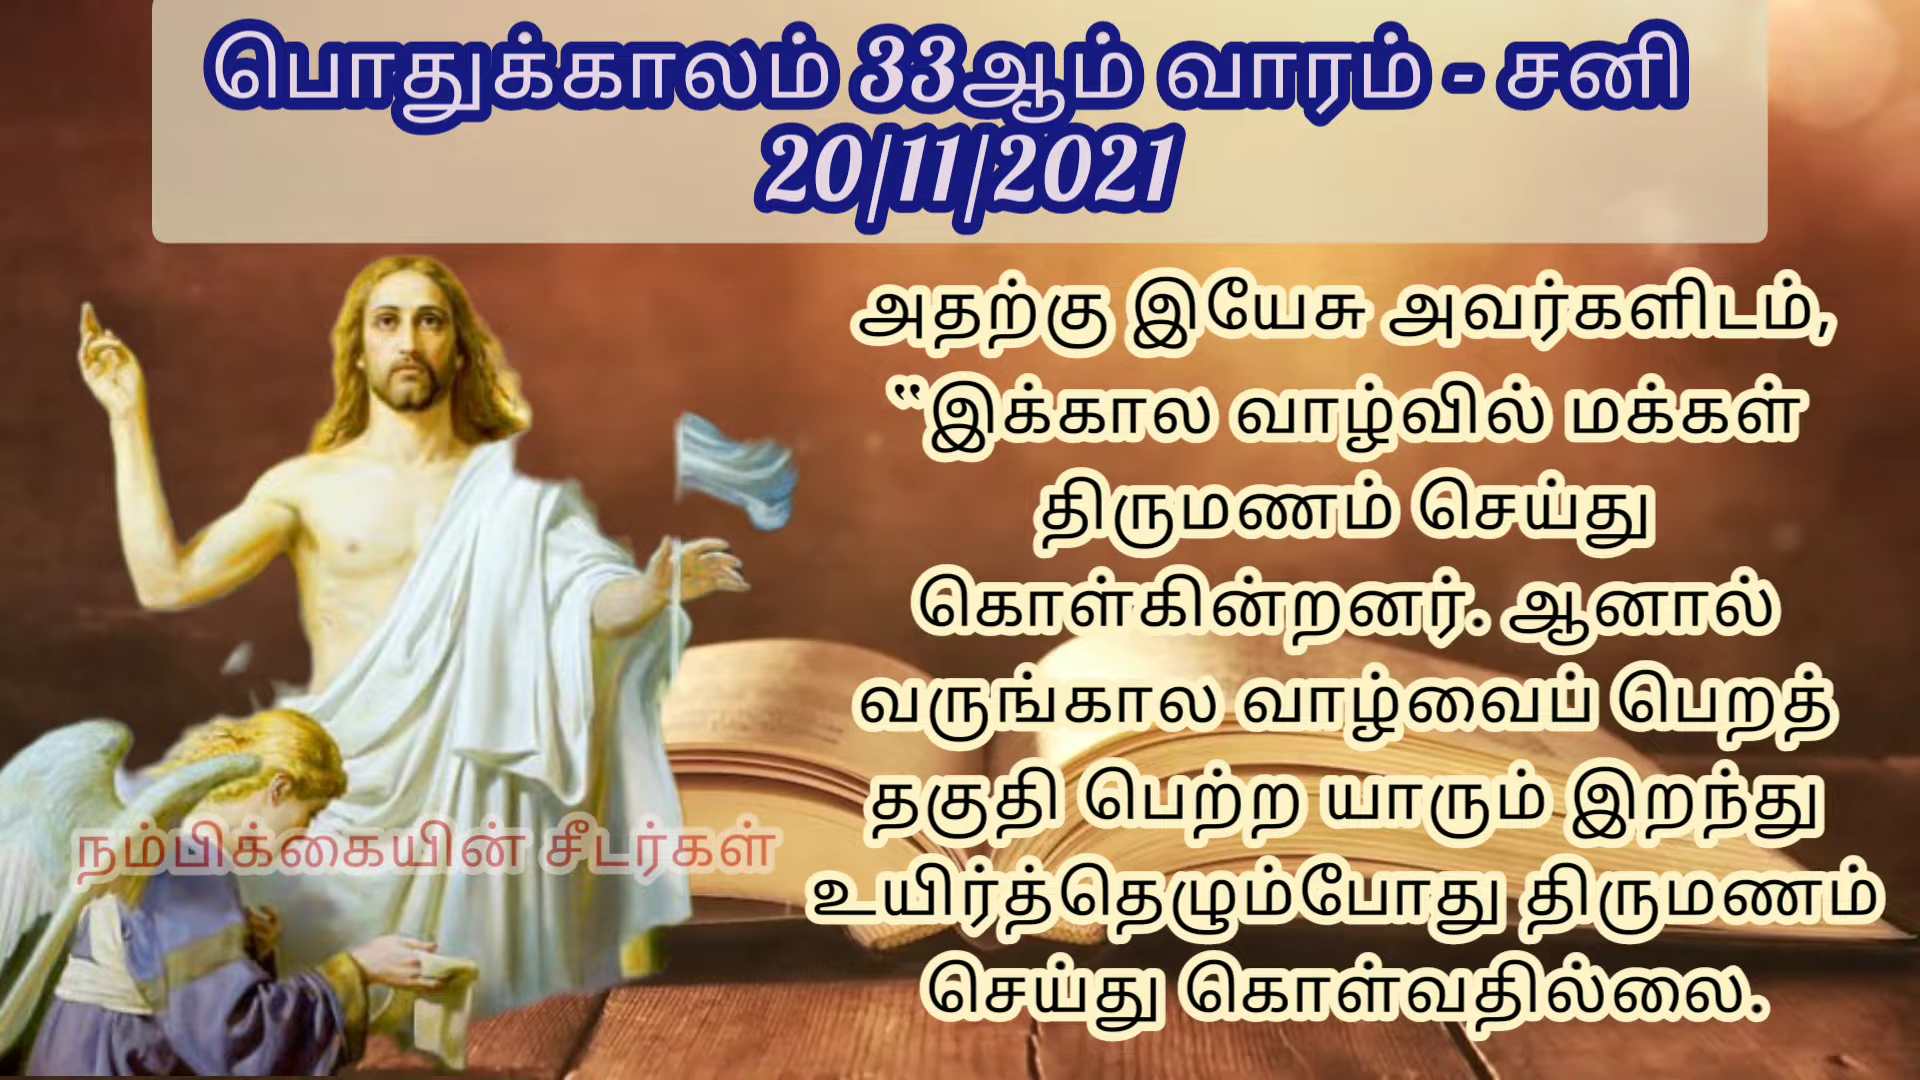 பொதுக்காலம் 33ஆம் வாரம் - சனி
20/11/2021
அதற்கு இயேசு அவர்களிடம்,
"இக்கால வாழ்வில் மக்கள்
திருமணம் செய்து
கொள்கின்றனர். ஆனால்
வருங்கால வாழ்வைப் பெறத்
தகுதி பெற்ற யாரும் இறந்து
உயிர்த்தெழும்போது திருமணம்
செய்து கொள்வதில்லை.
நம்பிக்கையின் சீடர்கள்